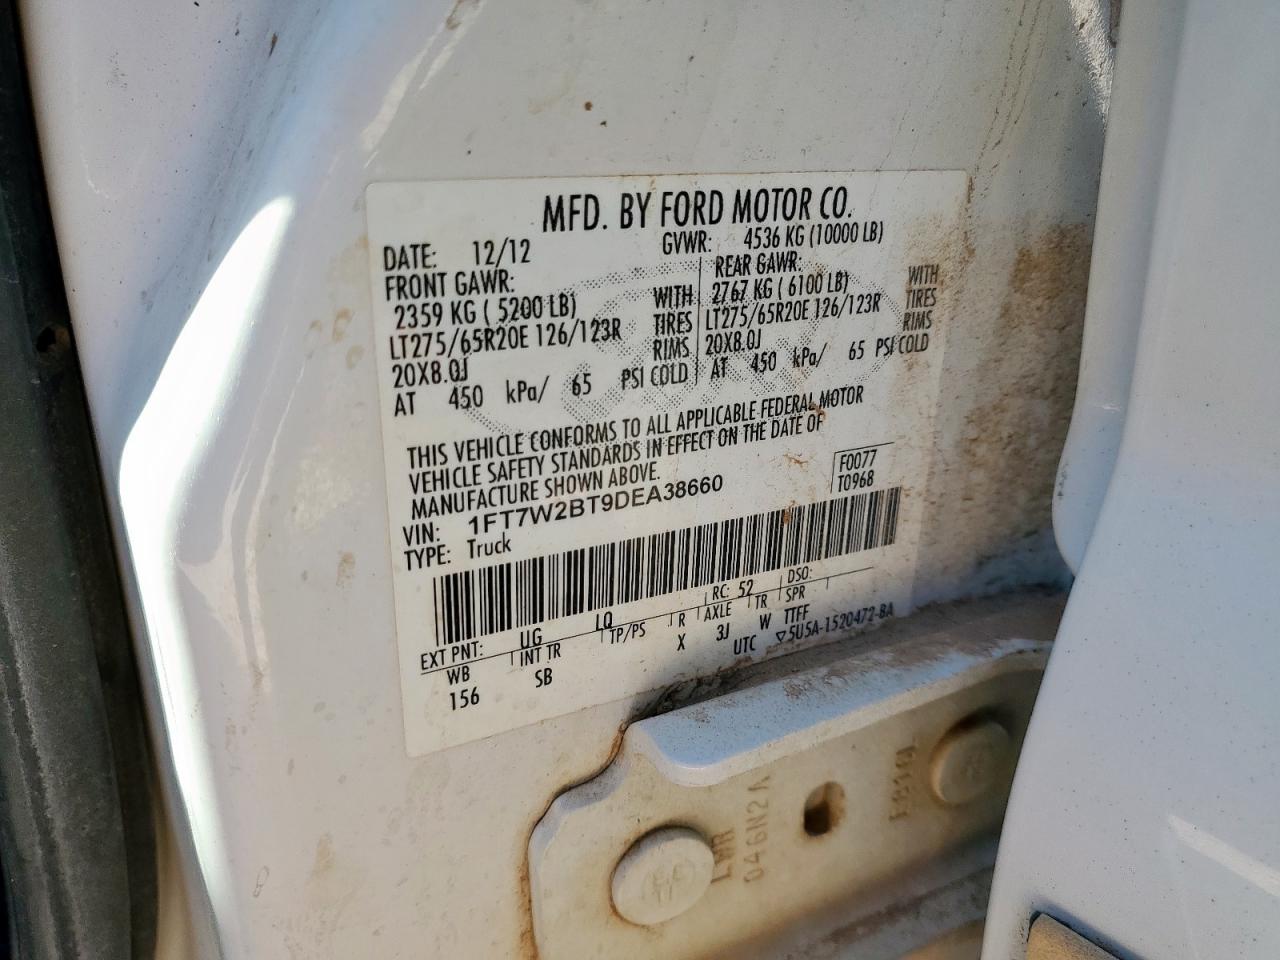 MFD. BY FORD MOTOR CO.
DATE: 12/12 GVWR: 4536 KG (10000 LB)
FRONT GAWR: REAR GAWR:
2359 KG ( 5200 LB) WITH 2767 KG ( 6100 LB) WITH
LT275/65R20E 126/123R TIRES LT275/65R20E 126/123R TIRES
20X8.0J RIMS 20X8.0J RIMS
AT 450 kPa/ 65 PSI COLD AT 450 kPa/ 65 PSI COLD
THIS VEHICLE CONFORMS TO ALL APPLICABLE FEDERAL MOTOR
VEHICLE SAFETY STANDARDS IN EFFECT ON THE DATE OF
MANUFACTURE SHOWN ABOVE.
F0077
VIN: 1FT7W2BT9DEA38660 T0968
TYPE: Truck
EXT PNT: UG LQ RC: 52 DSO:
WB INT TR TP/PS R AXLE TR SPR
156 SB X 3J W TTFF
UTC ▽5U5A-1520472-BA
LWR
046N2A